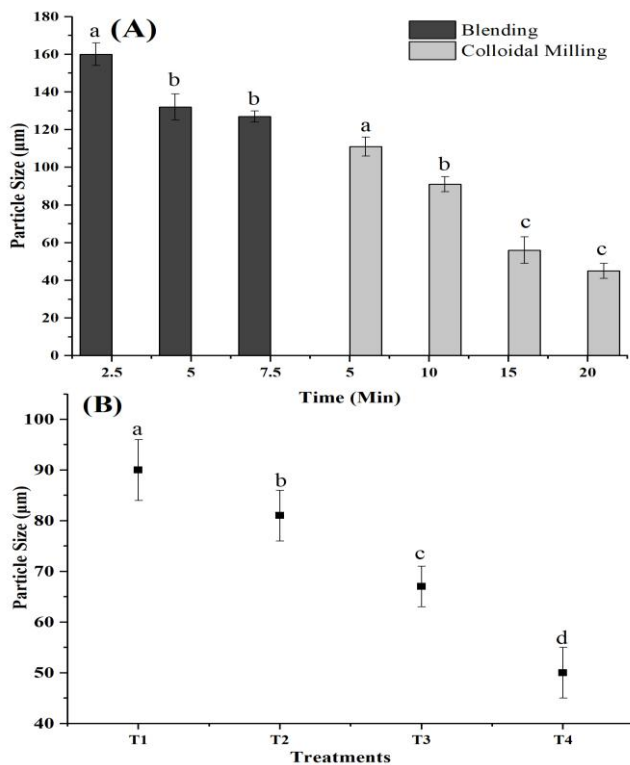 (A)
Blending
Colloidal Milling
a
b
b
a
b
c
c
180
160
140
120
100
80
60
40
20
0
Particle Size (μm)
2.5 5 7.5 5 10 15 20
Time (Min)
(B)
a
b
c
d
100
90
80
70
60
50
40
Particle Size (μm)
T1 T2 T3 T4
Treatments